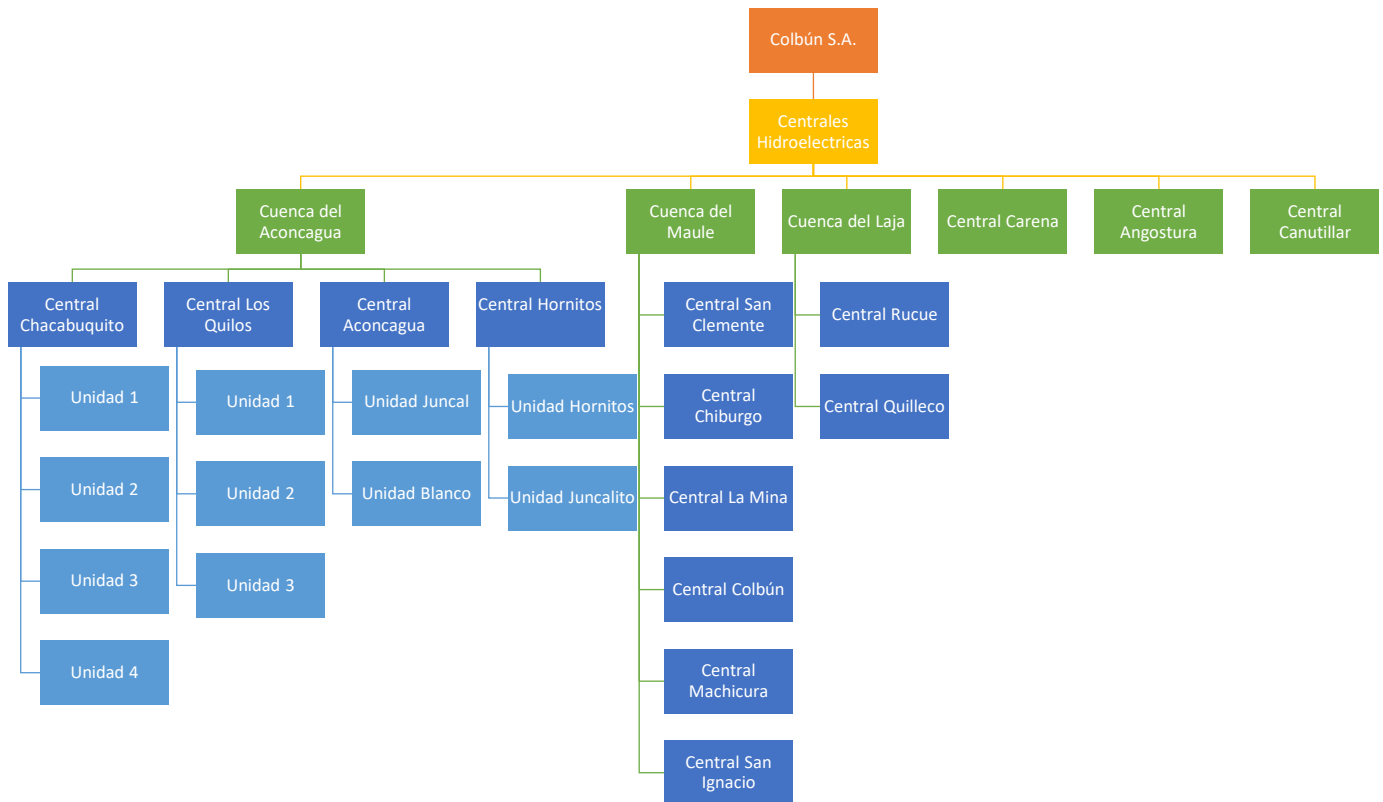 Colbún S.A.
Centrales
Hidroelectricas
Cuenca del
Aconcagua
Cuenca del
Maule
Cuenca del Laja
Central Carena
Central
Angostura
Central
Canutillar
Central
Chacabuquito
Central Los
Quilos
Central
Aconcagua
Central Hornitos
Unidad 1
Unidad 2
Unidad 3
Unidad 4
Unidad 1
Unidad 2
Unidad 3
Unidad Juncal
Unidad Blanco
Unidad Hornitos
Unidad Juncalito
Central San
Clemente
Central
Chiburgo
Central La Mina
Central Colbún
Central
Machicura
Central San
Ignacio
Central Rucue
Central Quilleco